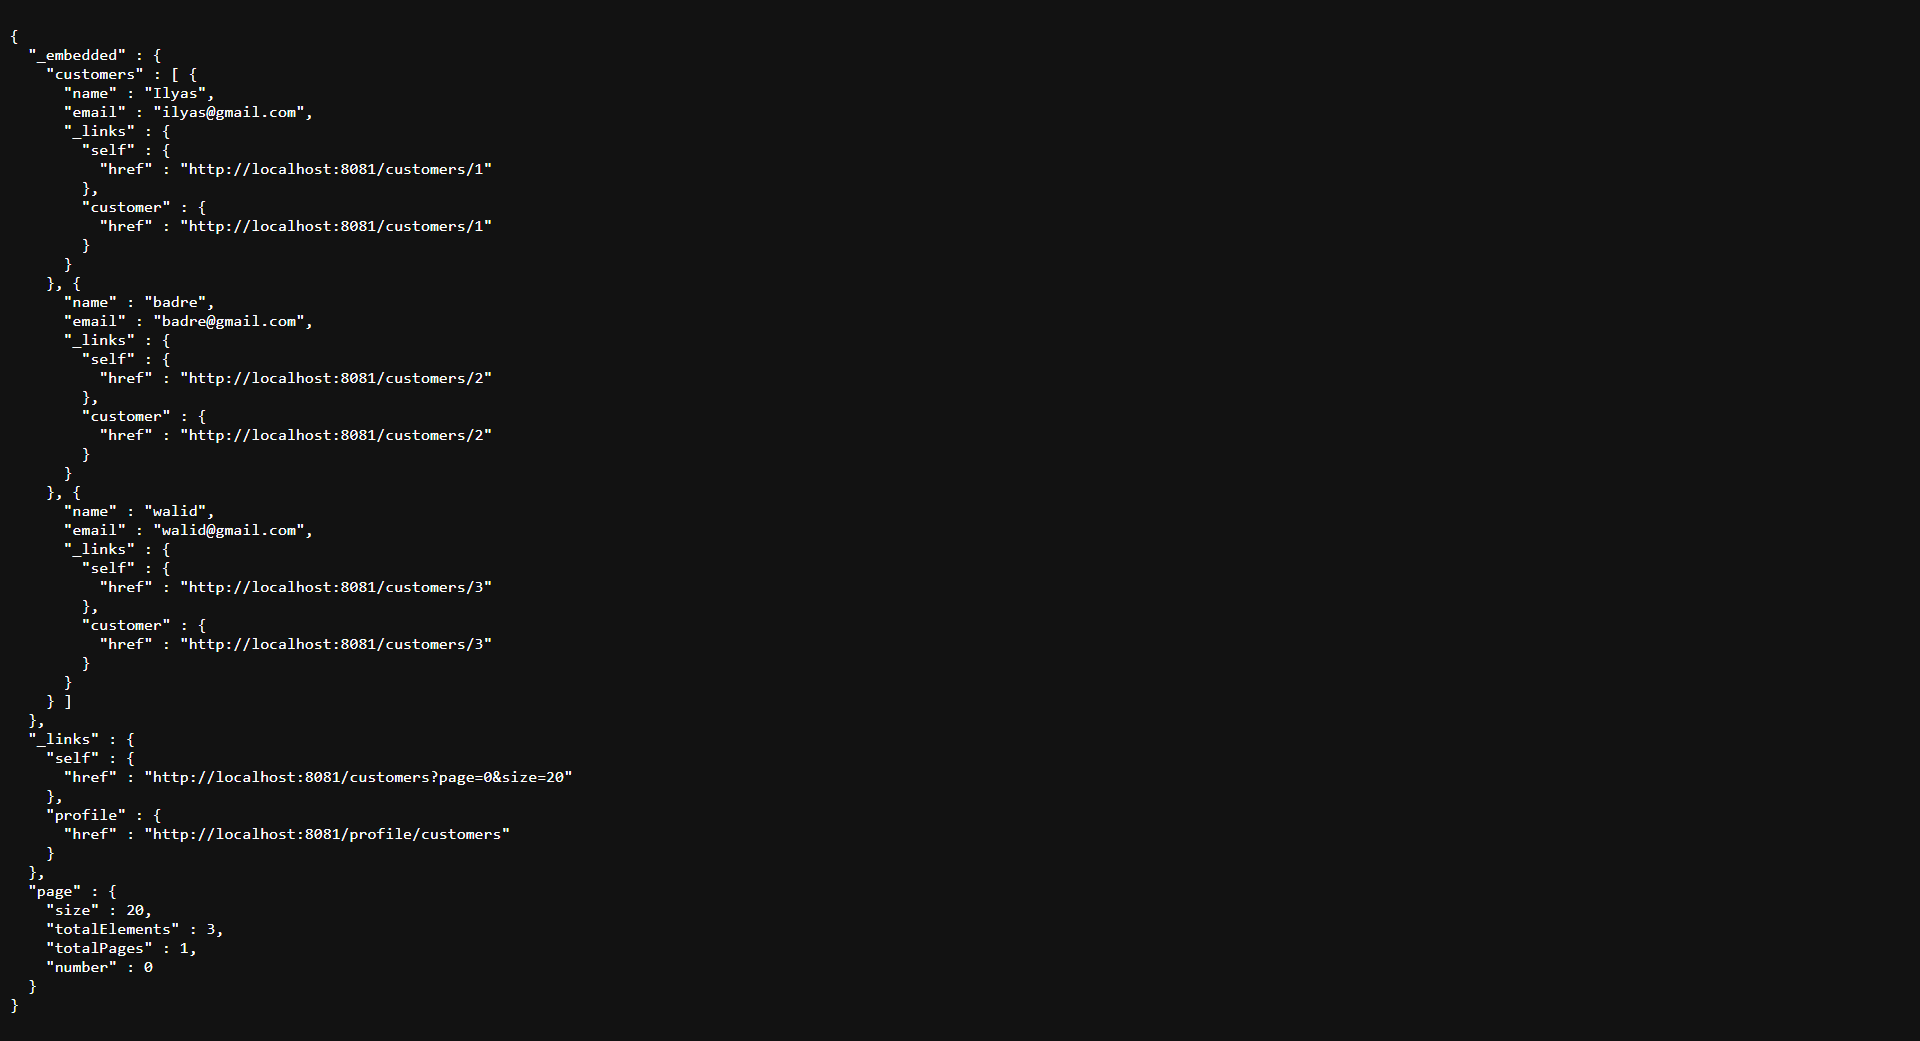 {
  "_embedded" : {
    "customers" : [ {
      "name" : "Ilyas",
      "email" : "ilyas@gmail.com",
      "_links" : {
        "self" : {
          "href" : "http://localhost:8081/customers/1"
        },
        "customer" : {
          "href" : "http://localhost:8081/customers/1"
        }
      }
    }, {
      "name" : "badre",
      "email" : "badre@gmail.com",
      "_links" : {
        "self" : {
          "href" : "http://localhost:8081/customers/2"
        },
        "customer" : {
          "href" : "http://localhost:8081/customers/2"
        }
      }
    }, {
      "name" : "walid",
      "email" : "walid@gmail.com",
      "_links" : {
        "self" : {
          "href" : "http://localhost:8081/customers/3"
        },
        "customer" : {
          "href" : "http://localhost:8081/customers/3"
        }
      }
    } ]
  },
  "_links" : {
    "self" : {
      "href" : "http://localhost:8081/customers?page=0&size=20"
    },
    "profile" : {
      "href" : "http://localhost:8081/profile/customers"
    }
  },
  "page" : {
    "size" : 20,
    "totalElements" : 3,
    "totalPages" : 1,
    "number" : 0
  }
}